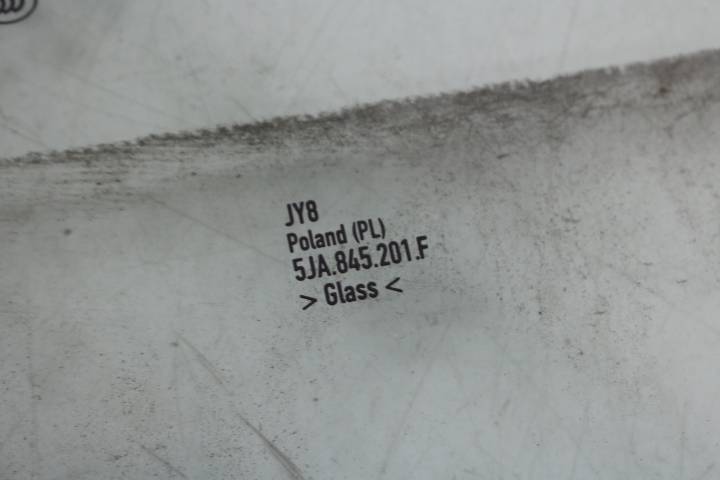 JY8
Poland (PL)
5JA.845.201.F
> Glass <